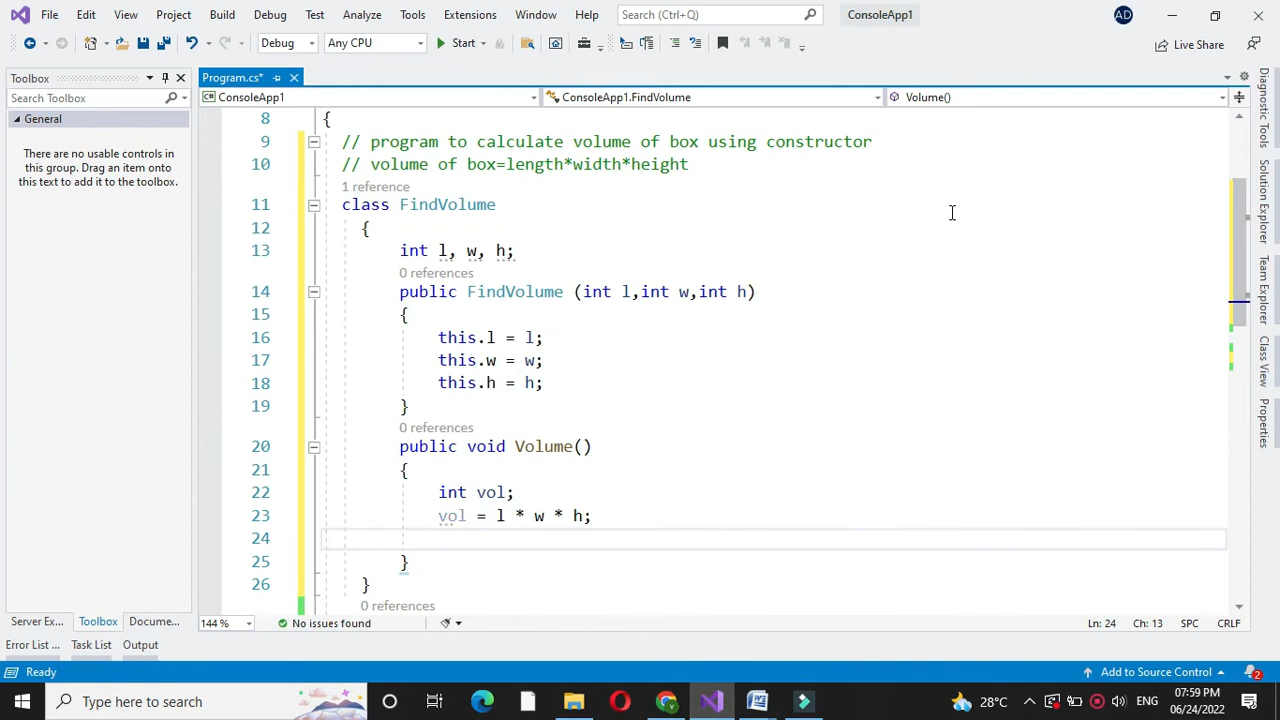 File Edit View Project Build Debug Test Analyze Tools Extensions Window Help Search (Ctrl+Q) ConsoleApp1 AD
Debug Any CPU Start Live Share
Toolbox Program.cs*
Search Toolbox ConsoleApp1 ConsoleApp1.FindVolume Volume()
General
There are no usable controls in
this group. Drag an item onto
this text to add it to the toolbox.
8 {
9 // program to calculate volume of box using constructor
10 // volume of box=length*width*height
1 reference
11 class FindVolume
12 {
13 int l, w, h;
0 references
14 public FindVolume (int l,int w,int h)
15 {
16 this.l = l;
17 this.w = w;
18 this.h = h;
19 }
0 references
20 public void Volume()
21 {
22 int vol;
23 vol = l * w * h;
24
25 }
26 }
0 references
Diagnostic Tools
Solution Explorer
Team Explorer
Class View
Properties
Server Ex... Toolbox Docume... 144 % No issues found Ln: 24 Ch: 13 SPC CRLF
Error List ... Task List Output
Ready Add to Source Control 2
Type here to search 28°C ENG 07:59 PM
06/24/2022